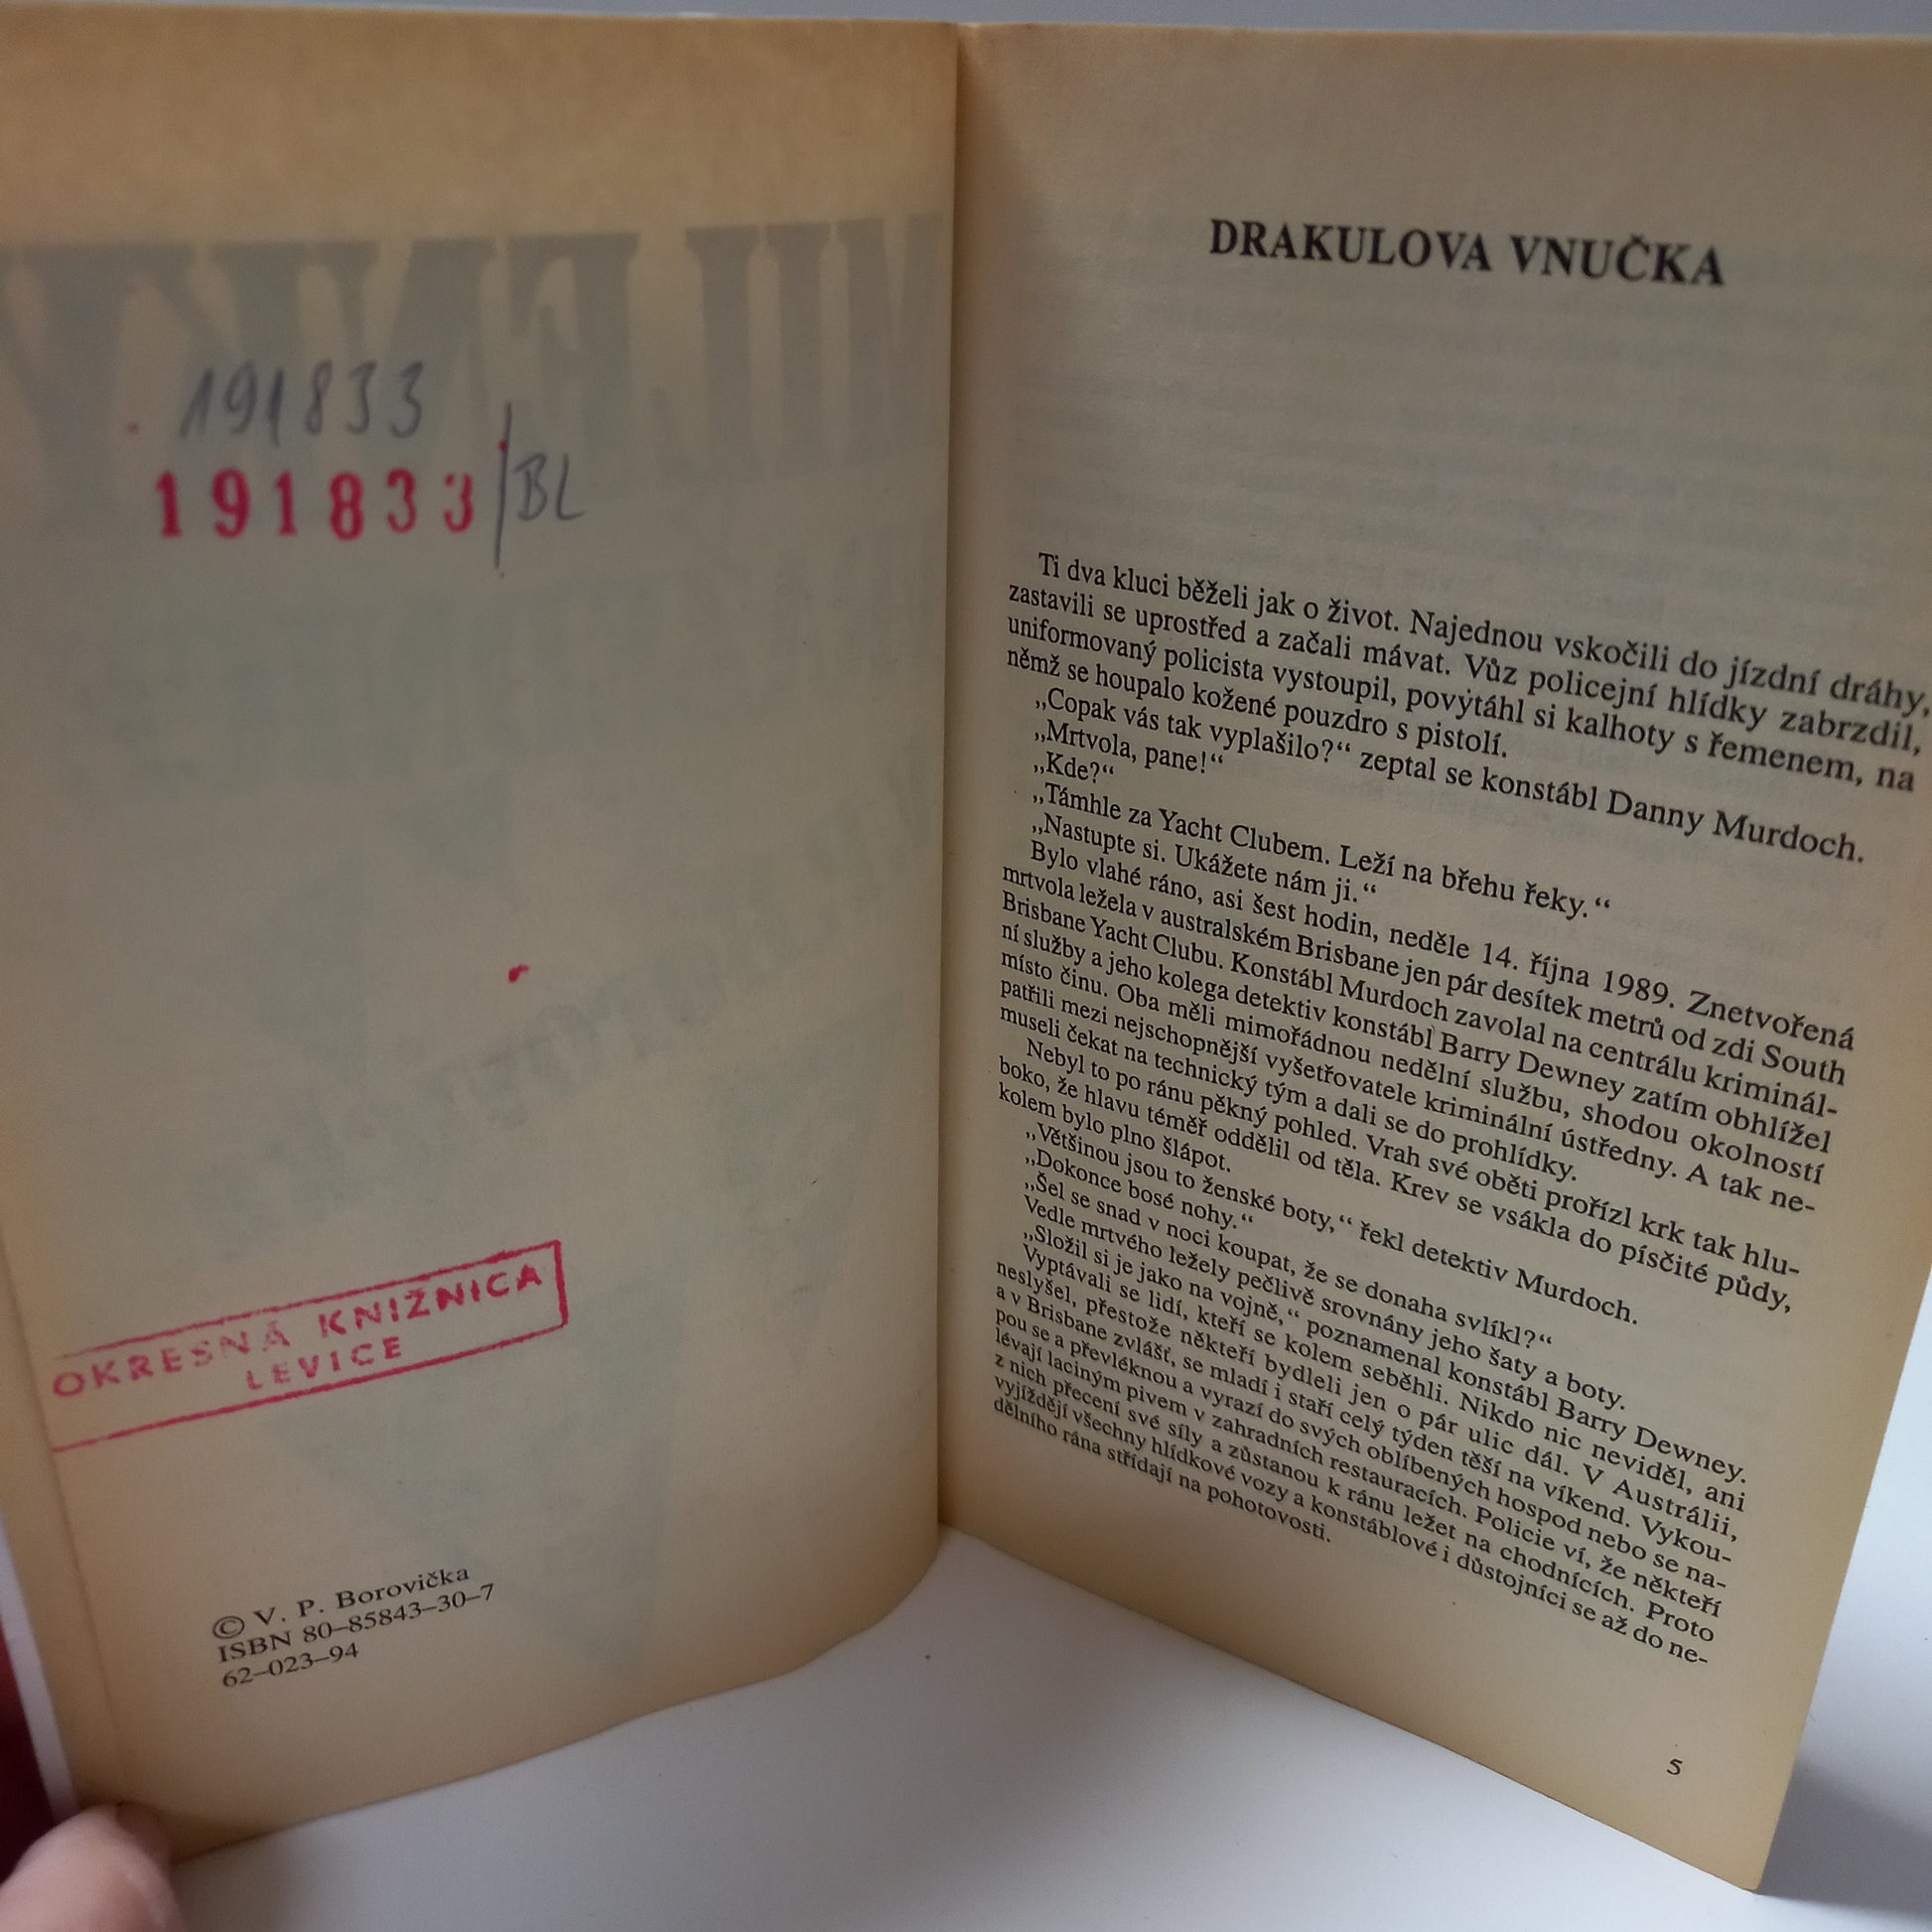 191833
191833/BL
OKRESNÁ KNIŽNICA
LEVICE
© V. P. Borovička
ISBN 80–85843–30–7
62–023–94
DRAKULOVA VNUČKA
Ti dva kluci běželi jak o život. Najednou vskočili do jízdní dráhy,
zastavili se uprostřed a začali mávat. Vůz policejní hlídky zabrzdil,
uniformovaný policista vystoupil, povytáhl si kalhoty s řemenem, na
němž se houpalo kožené pouzdro s pistolí.
„Copak vás tak vyplašilo?“ zeptal se konstábl Danny Murdoch.
„Mrtvola, pane!“
„Kde?“
„Támhle za Yacht Clubem. Leží na břehu řeky.“
„Nastupte si. Ukážete nám ji.“
Bylo vlahé ráno, asi šest hodin, neděle 14. října 1989. Znetvořená
mrtvola ležela v australském Brisbane jen pár desítek metrů od zdi South
Brisbane Yacht Clubu. Konstábl Murdoch zavolal na centrálu kriminál-
ní služby a jeho kolega detektiv konstábl Barry Dewney zatím obhlížel
místo činu. Oba měli mimořádnou nedělní službu, shodou okolností
patřili mezi nejschopnější vyšetřovatele kriminální ústředny. A tak ne-
museli čekat na technický tým a dali se do prohlídky.
Nebyl to po ránu pěkný pohled. Vrah své oběti prořízl krk tak hlu-
boko, že hlavu téměř oddělil od těla. Krev se vsákla do písčité půdy,
kolem bylo plno šlápot.
„Většinou jsou to ženské boty,“ řekl detektiv Murdoch.
„Dokonce bosé nohy.“
„Šel se snad v noci koupat, že se donaha svlíkl?“
Vedle mrtvého ležely pečlivě srovnány jeho šaty a boty.
„Složil si je jako na vojně,“ poznamenal konstábl Barry Dewney.
Vyptávali se lidí, kteří se kolem seběhli. Nikdo nic neviděl, ani
neslyšel, přestože někteří bydleli jen o pár ulic dál. V Austrálii,
a v Brisbane zvlášť, se mladí i staří celý týden těší na víkend. Vykou-
pou se a převléknou a vyrazí do svých oblíbených hospod nebo se na-
lévají laciným pivem v zahradních restauracích. Policie ví, že někteří
z nich přecení své síly a zůstanou k ránu ležet na chodnících. Proto
vyjíždějí všechny hlídkové vozy a konstáblové i důstojníci se až do ne-
dělního rána střídají na pohotovosti.
5